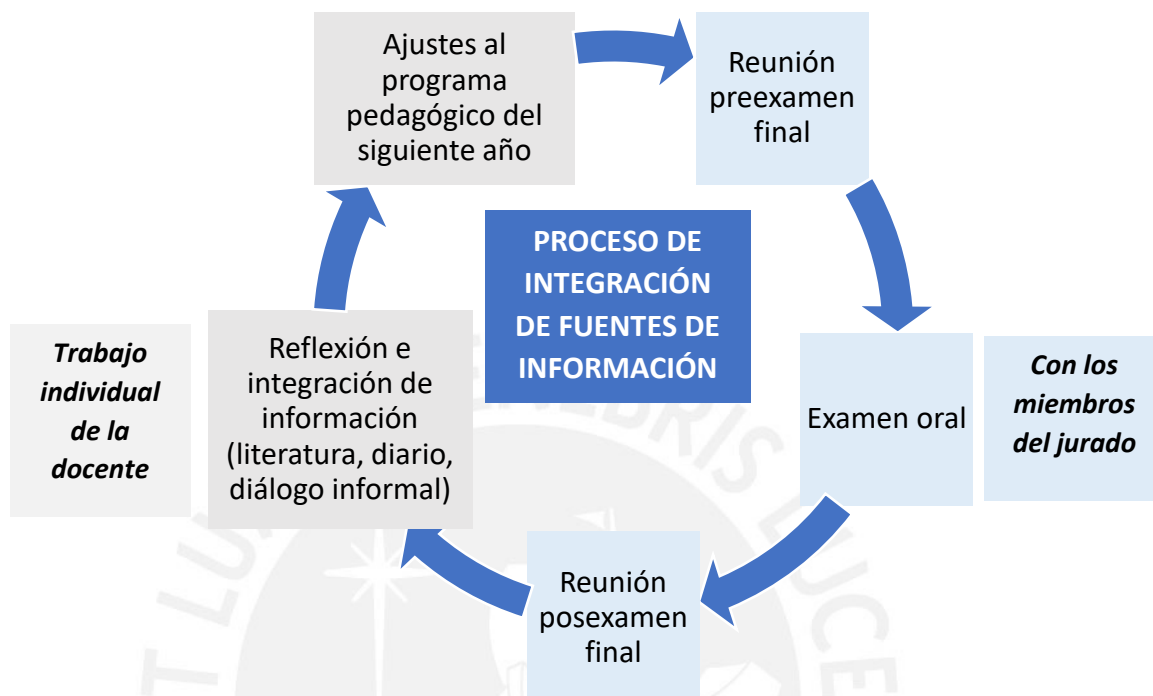 Ajustes al
programa
pedagógico del
siguiente año
Reunión
preexamen
final
PROCESO DE
INTEGRACIÓN
DE FUENTES DE
INFORMACIÓN
Trabajo
individual
de la
docente
Reflexión e
integración de
información
(literatura, diario,
diálogo informal)
Examen oral
Con los
miembros
del jurado
Reunión
posexamen
final